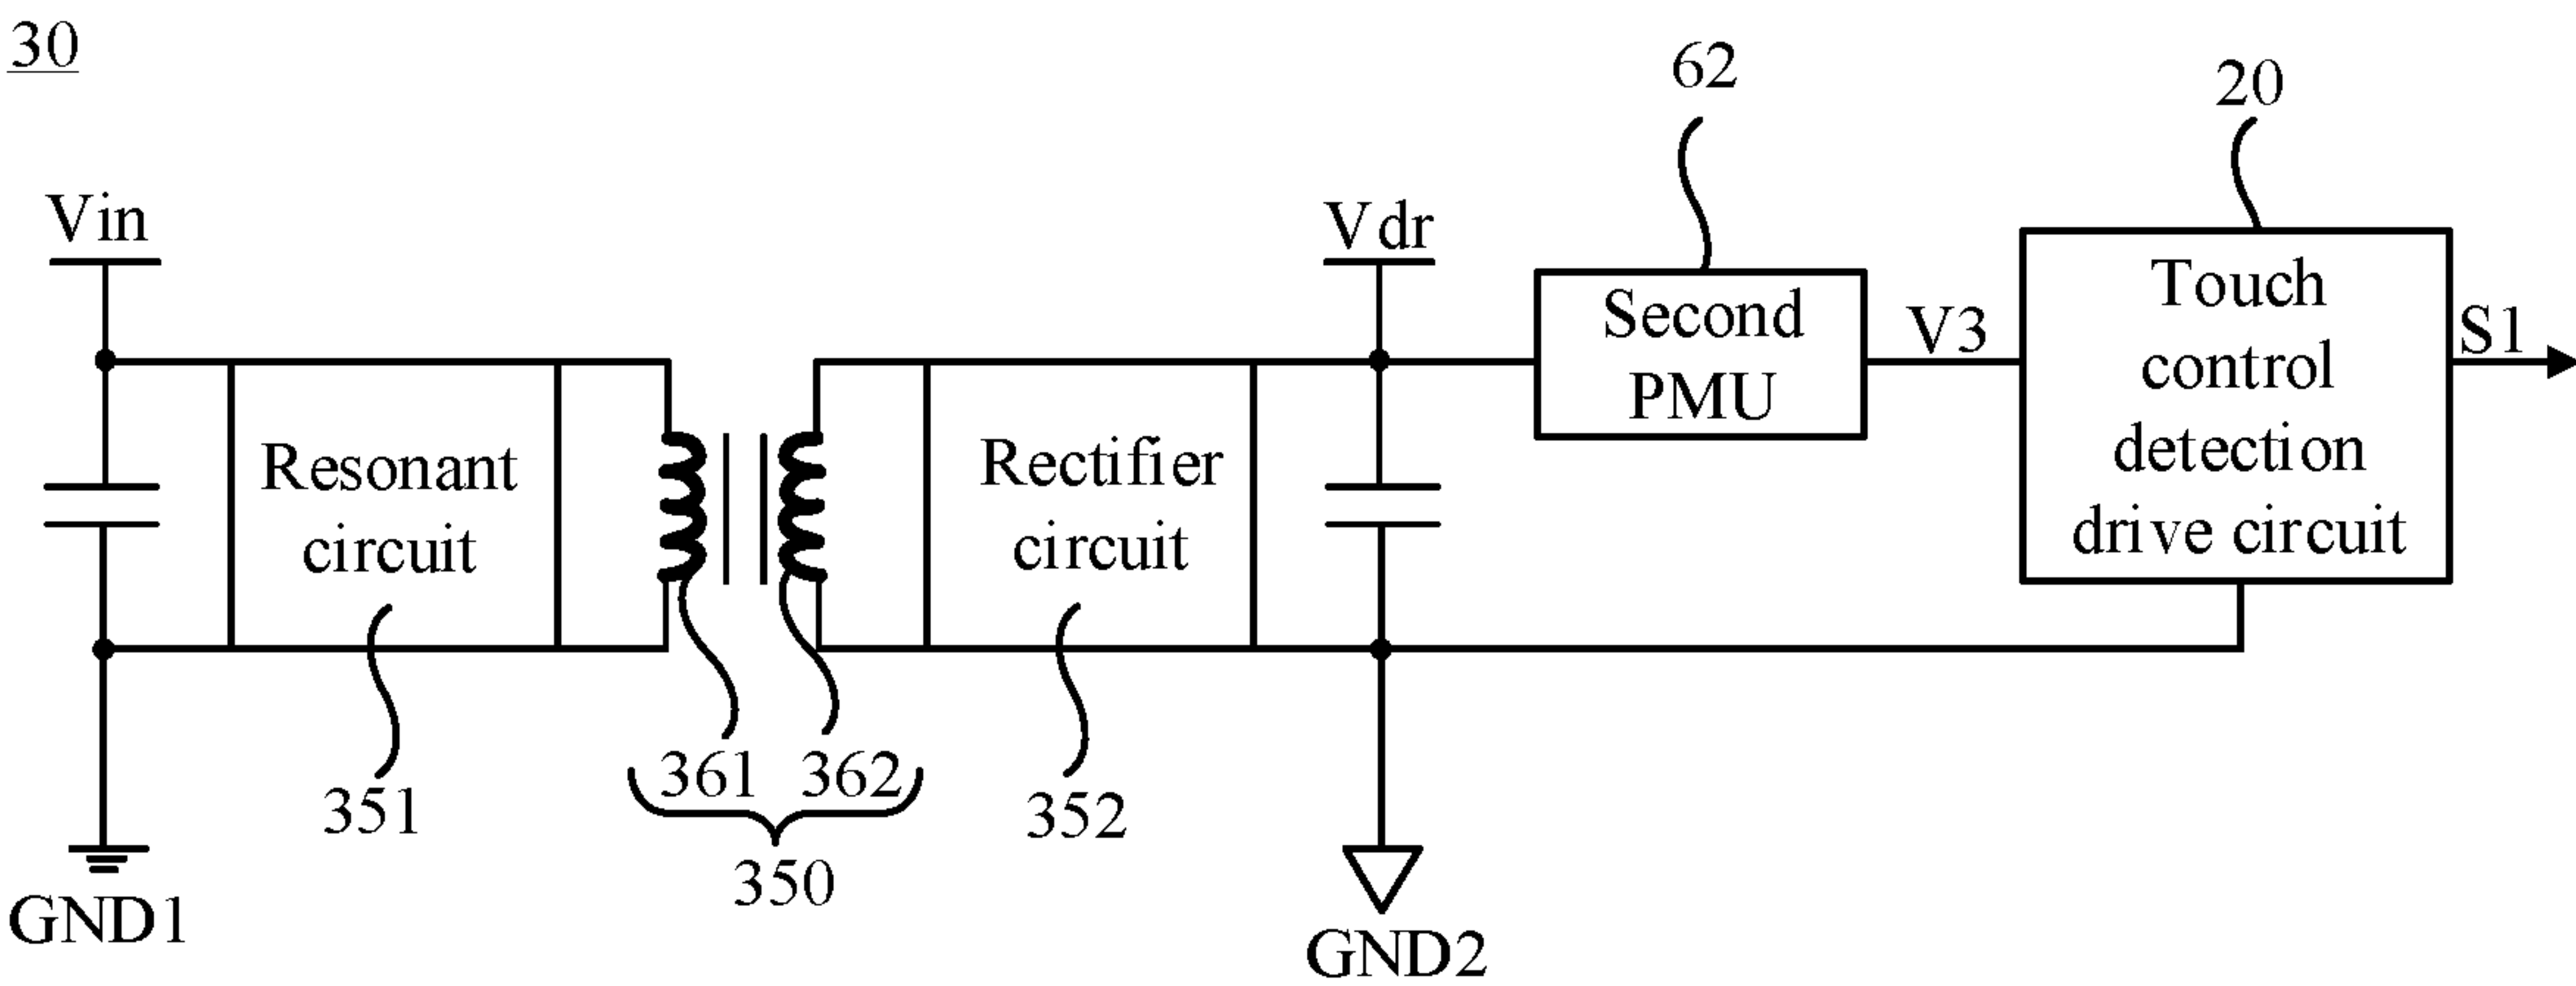 30
62
20
Vin
Vdr
Second
PMU
V3
Touch
control
detection
drive circuit
S1
Resonant
circuit
Rectifier
circuit
361
362
351
352
350
GND1
GND2